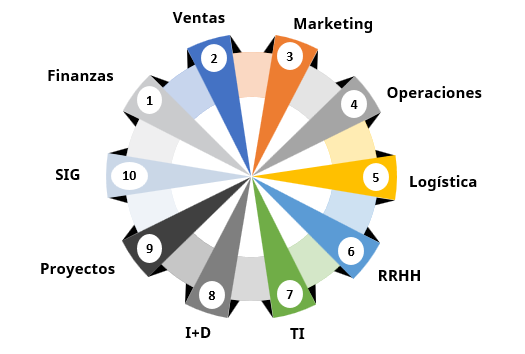 Ventas
Marketing
2
3
Finanzas
1
4
Operaciones
SIG
10
5
Logística
9
6
Proyectos
RRHH
8
7
I+D
TI